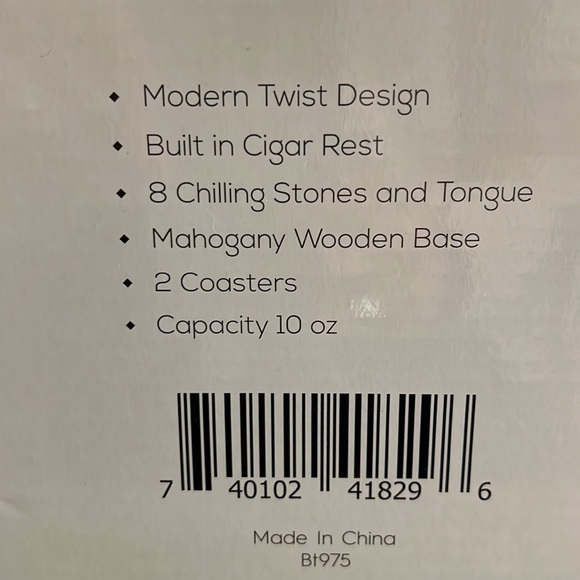 • Modern Twist Design
• Built in Cigar Rest
• 8 Chilling Stones and Tongue
• Mahogany Wooden Base
• 2 Coasters
• Capacity 10 oz
7 40102 41829 6
Made In China
Bt975